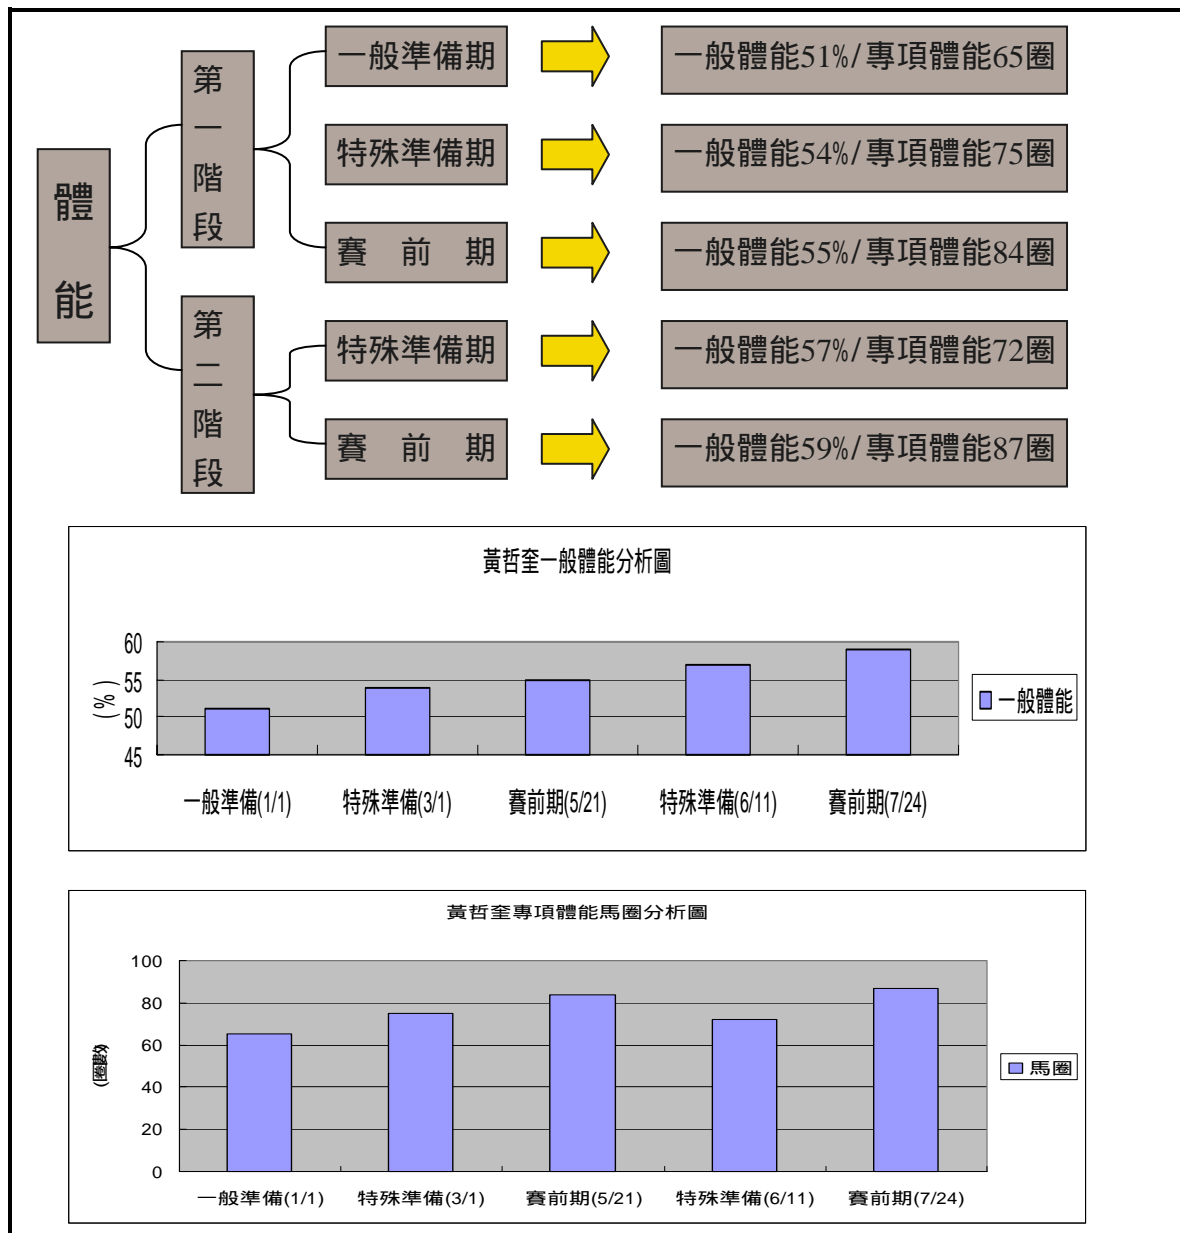 體能
第一階段
一般準備期
一般體能51%/專項體能65圈
特殊準備期
一般體能54%/專項體能75圈
賽前期
一般體能55%/專項體能84圈
第二階段
特殊準備期
一般體能57%/專項體能72圈
賽前期
一般體能59%/專項體能87圈
黃哲奎一般體能分析圖
(%)
60
55
50
45
一般準備(1/1)
特殊準備(3/1)
賽前期(5/21)
特殊準備(6/11)
賽前期(7/24)
一般體能
黃哲奎專項體能馬圈分析圖
(圈數)
100
80
60
40
20
0
一般準備(1/1)
特殊準備(3/1)
賽前期(5/21)
特殊準備(6/11)
賽前期(7/24)
馬圈